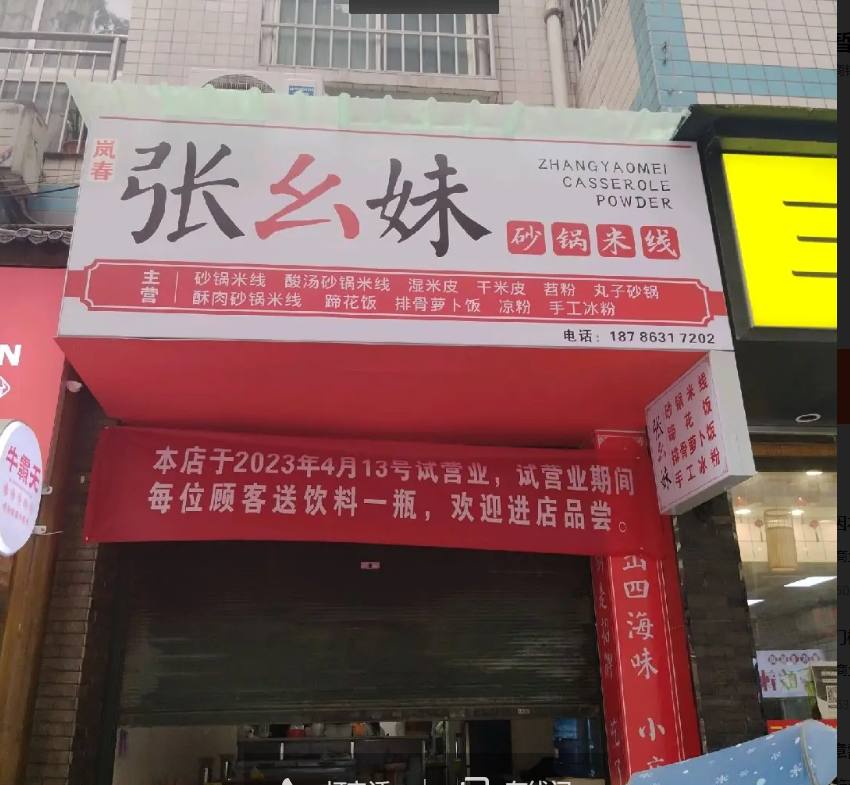 岚春
张幺妹
ZHANGYAOMEI
CASSEROLE
POWDER
砂锅米线
主营
砂锅米线 酸汤砂锅米线 湿米皮 干米皮 苕粉 丸子砂锅
酥肉砂锅米线 蹄花饭 排骨萝卜饭 凉粉 手工冰粉
电话：187 8631 7202
张幺妹
砂锅米线
蹄花饭
排骨萝卜饭
手工冰粉
本店于2023年4月13号试营业，试营业期间
每位顾客送饮料一瓶，欢迎进店品尝。
N
牛霸天
四海味 小